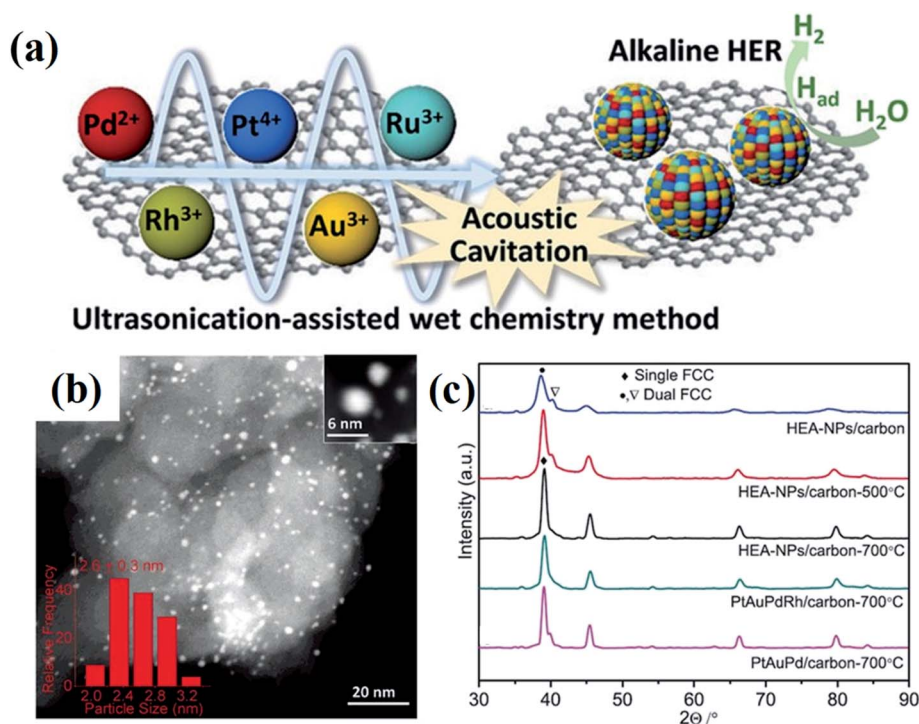 (a)
Pd2+
Pt4+
Ru3+
Rh3+
Au3+
Acoustic
Cavitation
Alkaline HER
H2
Had
H2O
Ultrasonication-assisted wet chemistry method
(b)
6 nm
2.6 ± 0.3 nm
Relative Frequency
40
20
0
2.0 2.4 2.8 3.2
Particle Size (nm)
20 nm
(c)
♦ Single FCC
•,▽ Dual FCC
HEA-NPs/carbon
HEA-NPs/carbon-500°C
HEA-NPs/carbon-700°C
PtAuPdRh/carbon-700°C
PtAuPd/carbon-700°C
Intensity (a.u.)
30 40 50 60 70 80 90
2Θ /°